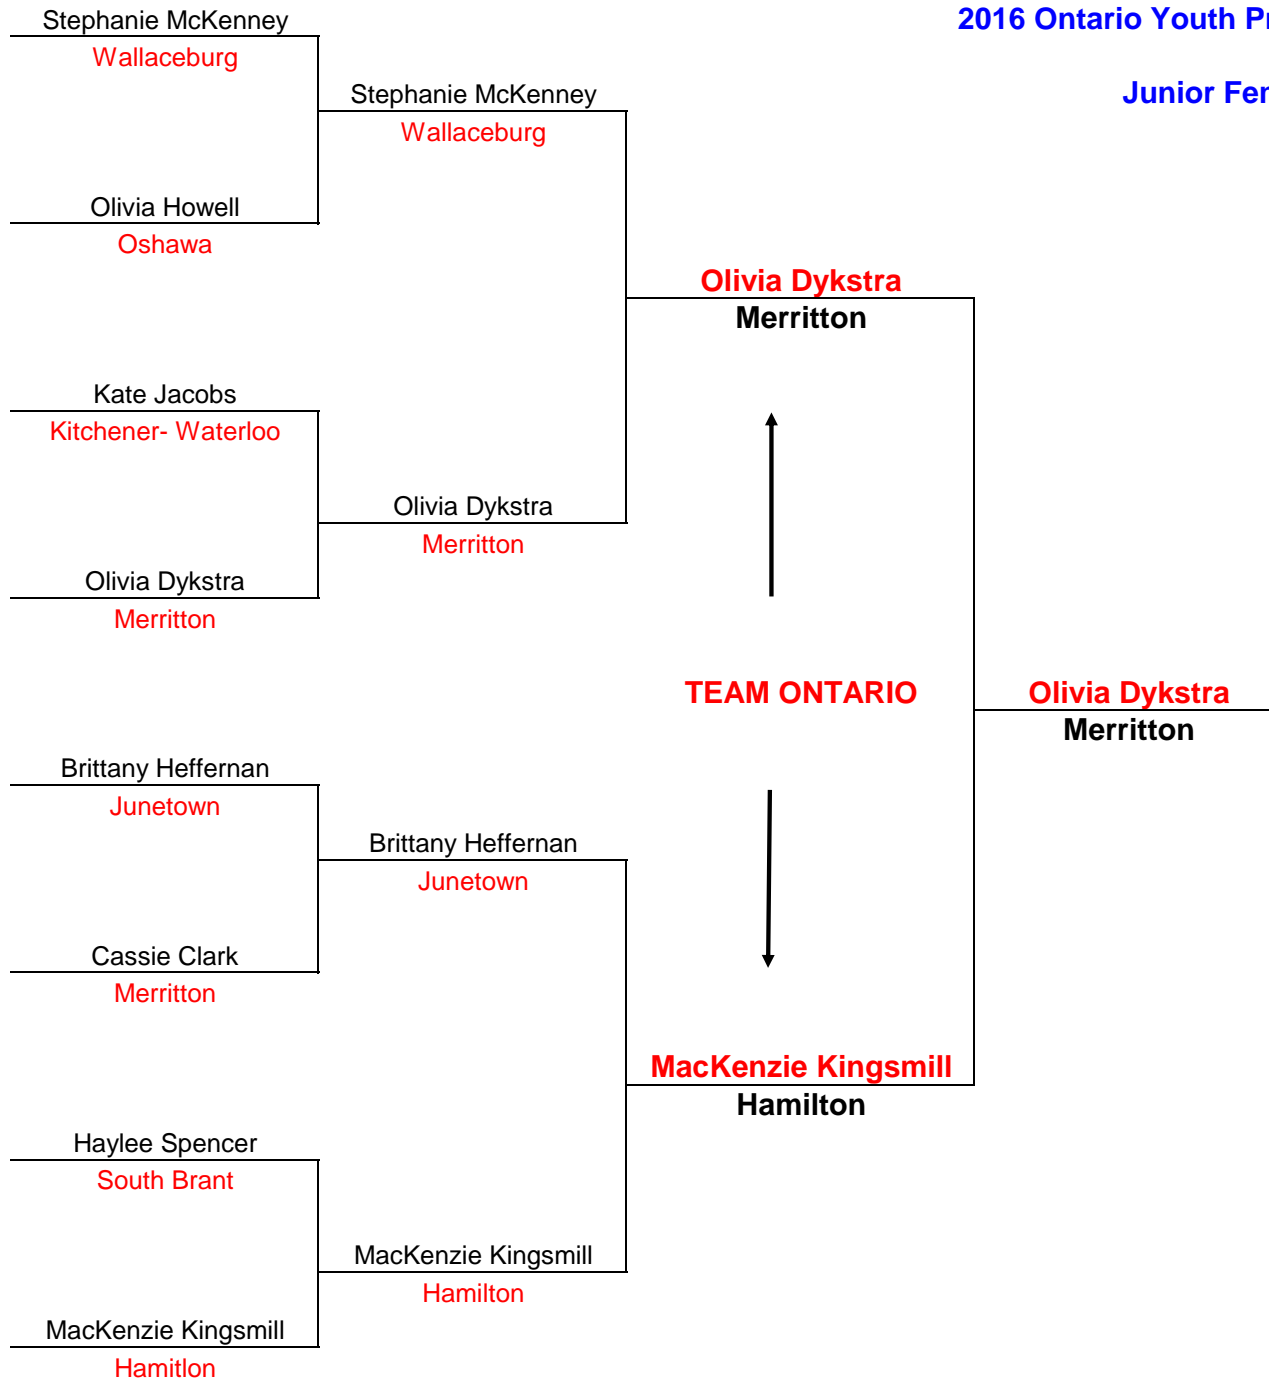 Stephanie McKenney
2016 Ontario Youth Pr
Wallaceburg
Stephanie McKenney
Junior Fer
Wallaceburg
Olivia Howell
Oshawa
Olivia Dykstra
Merritton
Kate Jacobs
Kitchener- Waterloo
Olivia Dykstra
Merritton
Olivia Dykstra
Merritton
TEAM ONTARIO
Olivia Dykstra
Merritton
Brittany Heffernan
Junetown
Brittany Heffernan
Junetown
Cassie Clark
Merritton
MacKenzie Kingsmill
Hamilton
Haylee Spencer
South Brant
MacKenzie Kingsmill
Hamilton
MacKenzie Kingsmill
Hamitlon